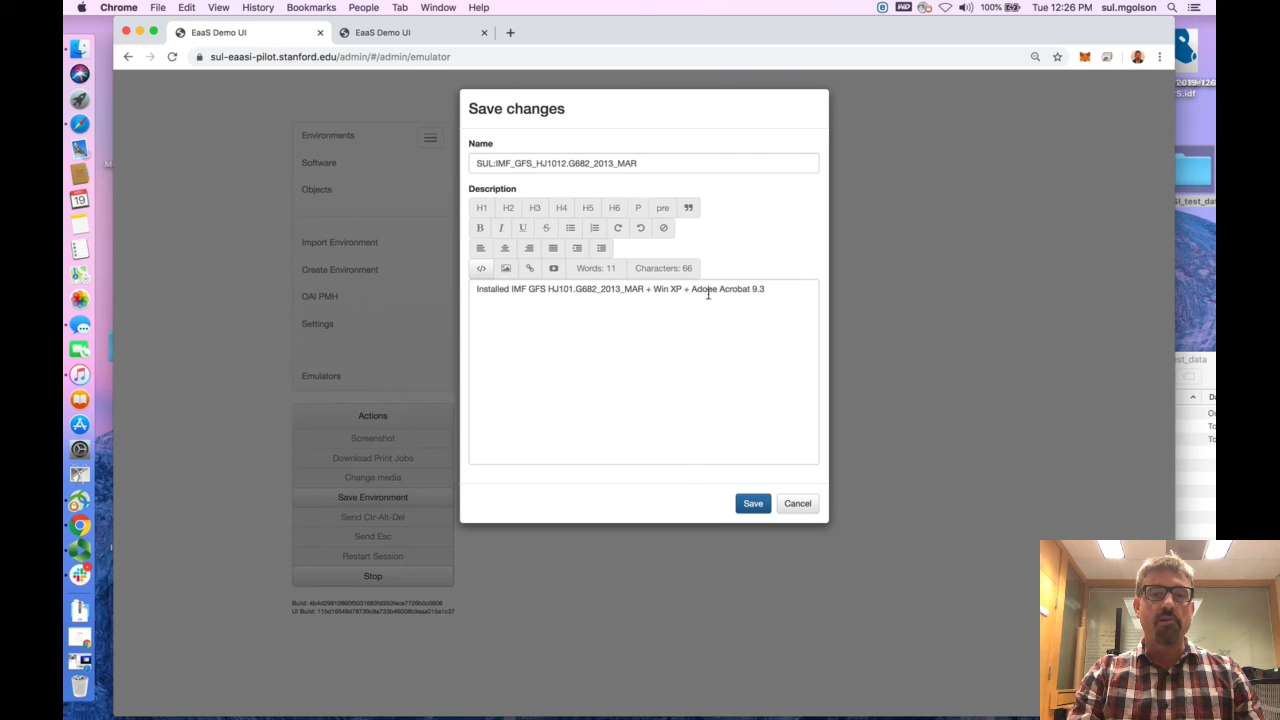 Chrome File Edit View History Bookmarks People Tab Window Help 100% Tue 12:26 PM sul.mgolson
EaaS Demo UI EaaS Demo UI
sul-eaasi-pilot.stanford.edu/admin/#/admin/emulator
S.idf
Environments
Software
Objects
Import Environment
Create Environment
OAI PMH
Settings
Emulators
Actions
Screenshot
Download Print Jobs
Change media
Save Environment
Send Ctr-Alt-Del
Send Esc
Restart Session
Stop
Save changes
Name
SUL:IMF_GFS_HJ1012.G682_2013_MAR
Description
H1 H2 H3 H4 H5 H6 P pre
B I U S
Words: 11 Characters: 66
Installed IMF GFS HJ101.G682_2013_MAR + Win XP + Adobe Acrobat 9.3
Save Cancel
MAR
19